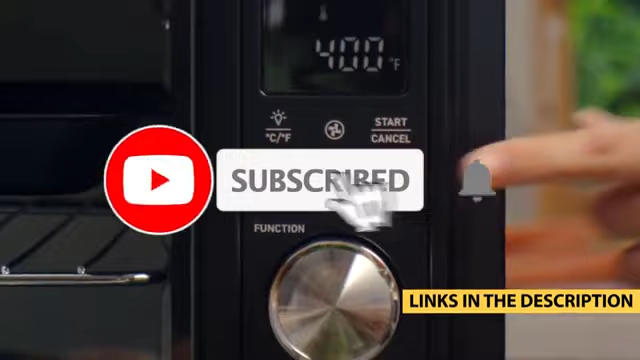 400°F
°C/°F
START
CANCEL
SUBSCRIBED
FUNCTION
LINKS IN THE DESCRIPTION